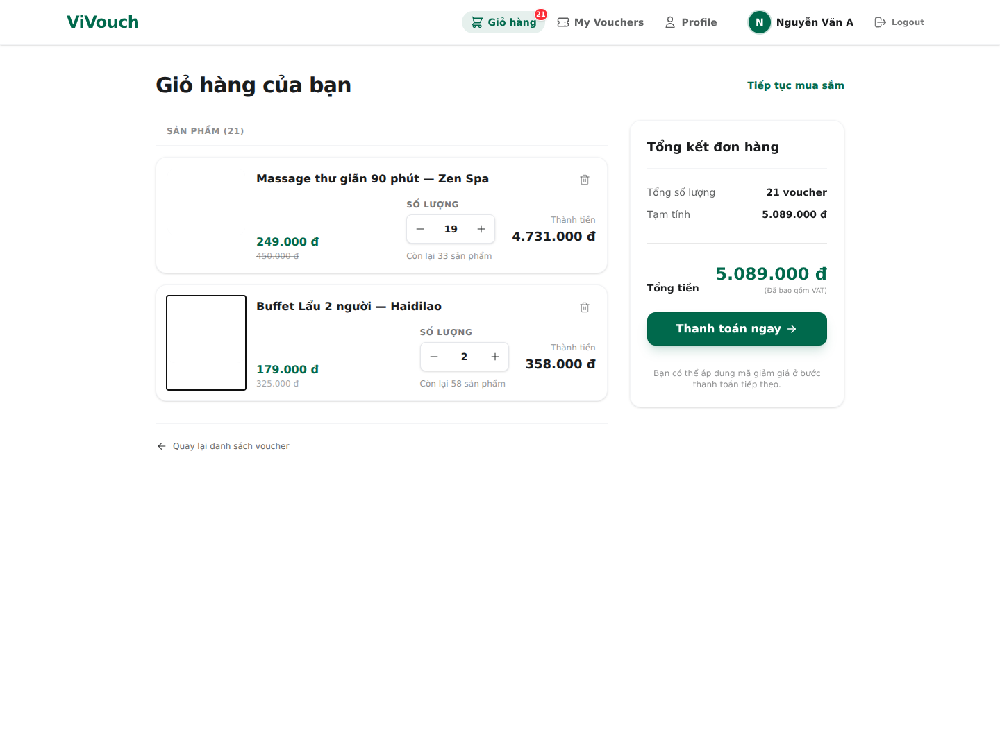 ViVouch
Giỏ hàng
21
My Vouchers
Profile
N
Nguyễn Văn A
Logout
Giỏ hàng của bạn
Tiếp tục mua sắm
SẢN PHẨM (21)
Massage thư giãn 90 phút — Zen Spa
249.000 đ
450.000 đ
SỐ LƯỢNG
19
Còn lại 33 sản phẩm
Thành tiền
4.731.000 đ
Buffet Lẩu 2 người — Haidilao
179.000 đ
325.000 đ
SỐ LƯỢNG
2
Còn lại 58 sản phẩm
Thành tiền
358.000 đ
Quay lại danh sách voucher
Tổng kết đơn hàng
Tổng số lượng 21 voucher
Tạm tính 5.089.000 đ
Tổng tiền 5.089.000 đ
(Đã bao gồm VAT)
Thanh toán ngay
Bạn có thể áp dụng mã giảm giá ở bước
thanh toán tiếp theo.